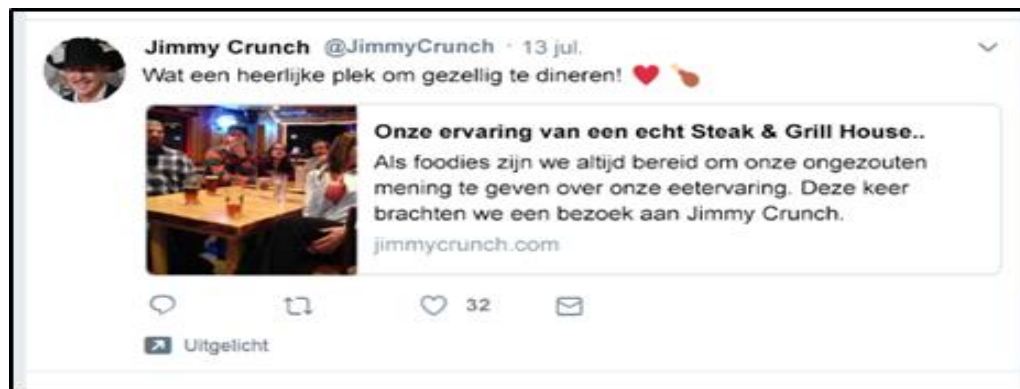 Jimmy Crunch @JimmyCrunch · 13 jul.
Wat een heerlijke plek om gezellig te dineren! ❤️ 🍗
Onze ervaring van een echt Steak & Grill House..
Als foodies zijn we altijd bereid om onze ongezouten
mening te geven over onze eetervaring. Deze keer
brachten we een bezoek aan Jimmy Crunch.
jimmycrunch.com
32
Uitgelicht